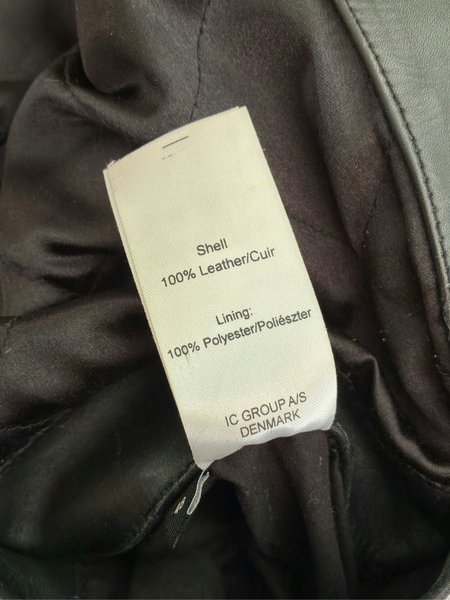 Shell
100% Leather/Cuir
Lining:
100% Polyester/Poliészter
IC GROUP A/S
DENMARK